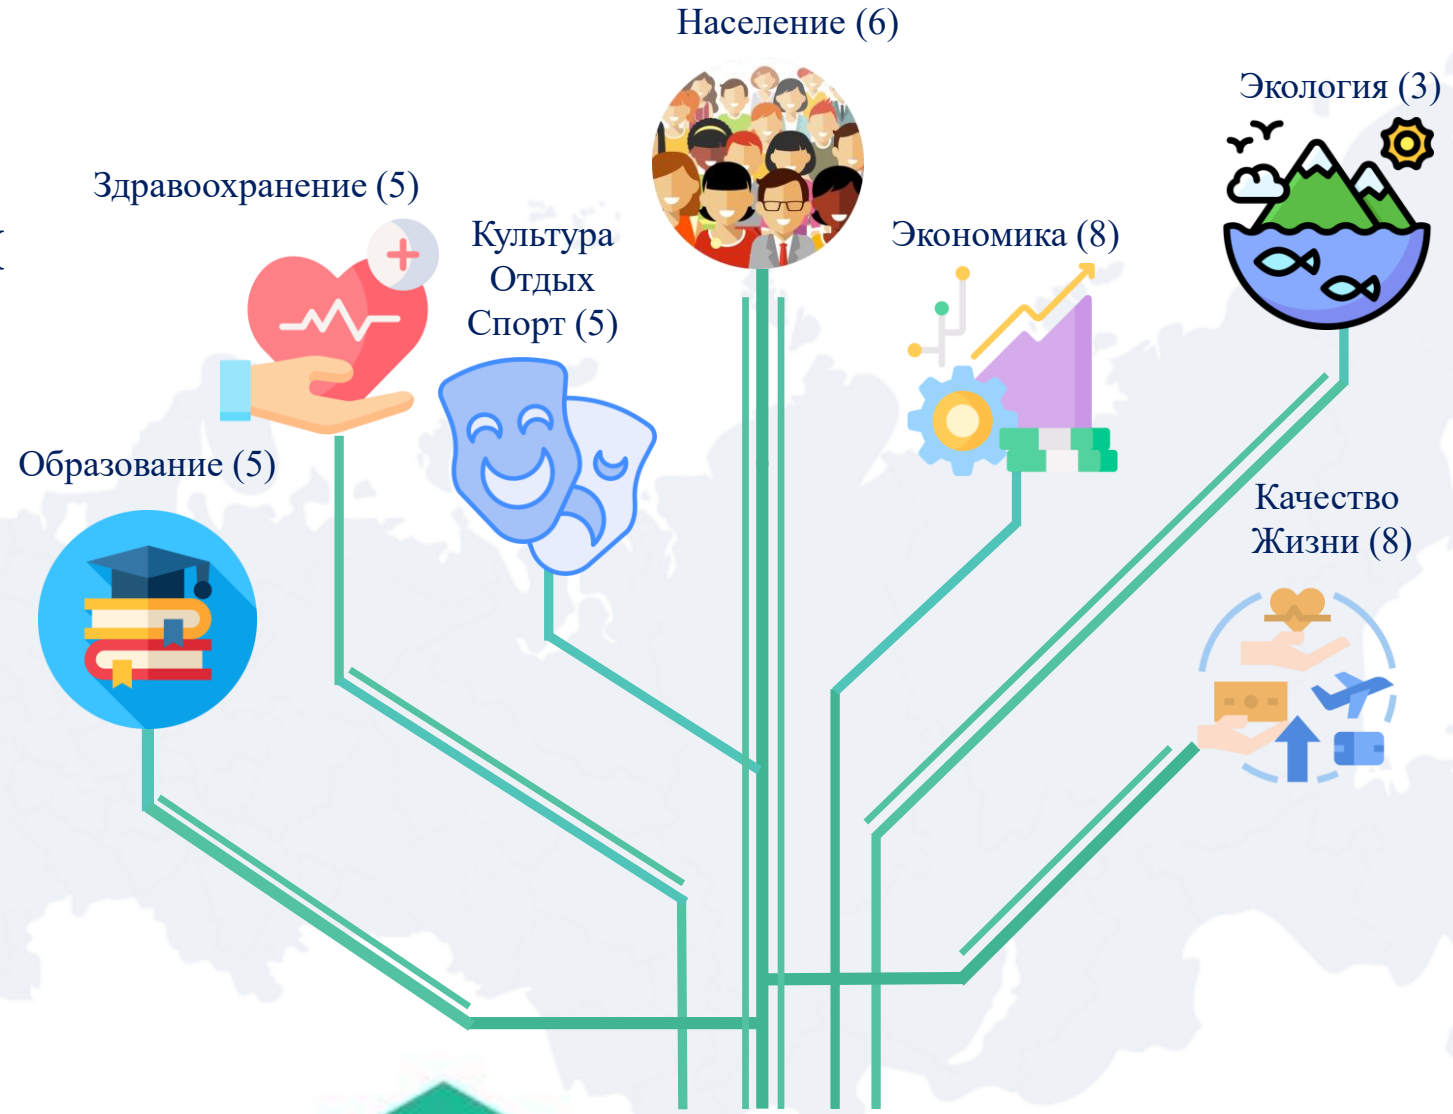 Население (6)
Экология (3)
Здравоохранение (5)
Культура
Отдых
Спорт (5)
Экономика (8)
Образование (5)
Качество
Жизни (8)